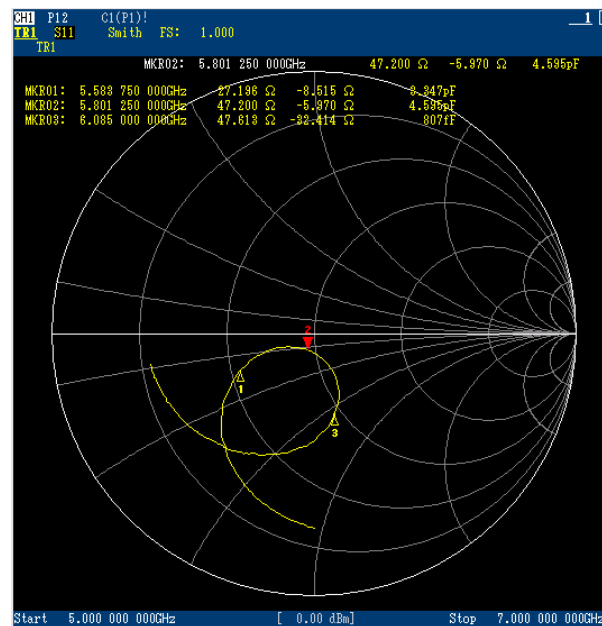 CH1 P12 C1(P1)! 1 [
TR1 S11 Smith FS: 1.000
TR1
MKR02: 5.801 250 000GHz 47.200 Ω -5.970 Ω 4.595pF
MKR01: 5.583 750 000GHz 27.196 Ω -8.515 Ω 3.347pF
MKR02: 5.801 250 000GHz 47.200 Ω -5.970 Ω 4.595pF
MKR03: 6.085 000 000GHz 47.613 Ω -32.414 Ω 807fF
2
1
3
Start 5.000 000 000GHz [ 0.00 dBm] Stop 7.000 000 000GHz